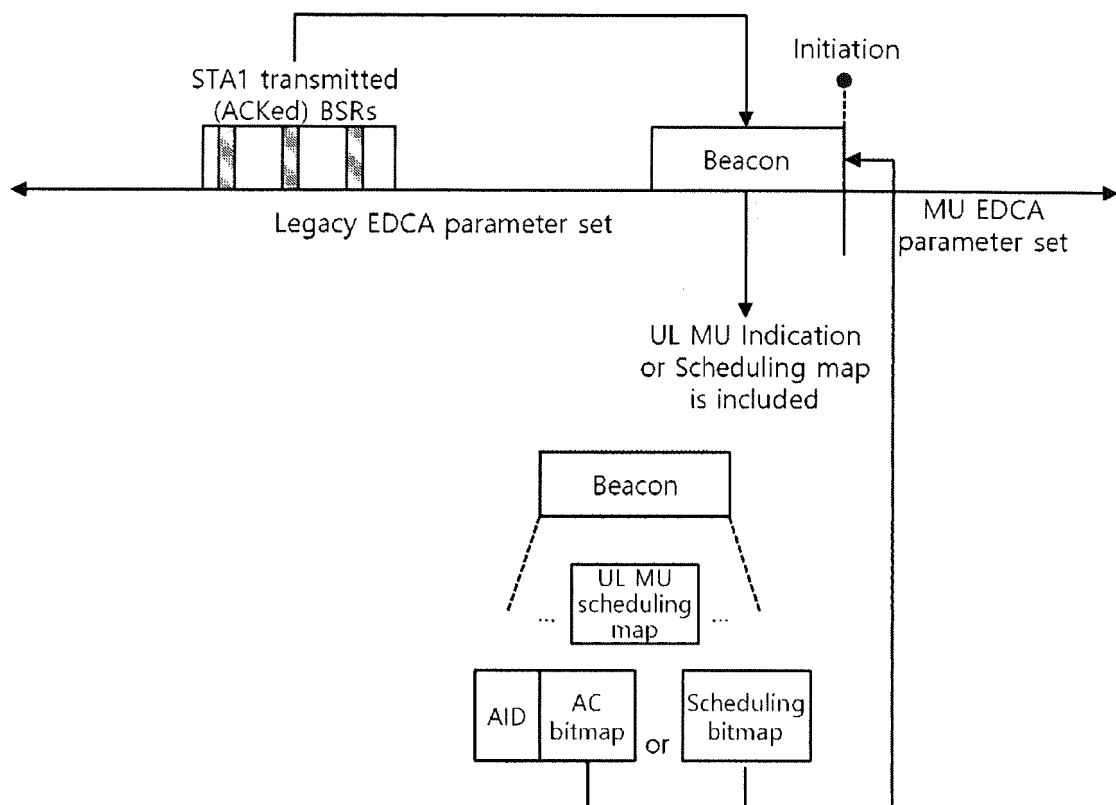 Initiation
STA1 transmitted
(ACKed) BSRs
Beacon
Legacy EDCA parameter set
MU EDCA
parameter set
UL MU Indication
or Scheduling map
is included
Beacon
...
UL MU
scheduling
map
...
AID
AC
bitmap
or
Scheduling
bitmap